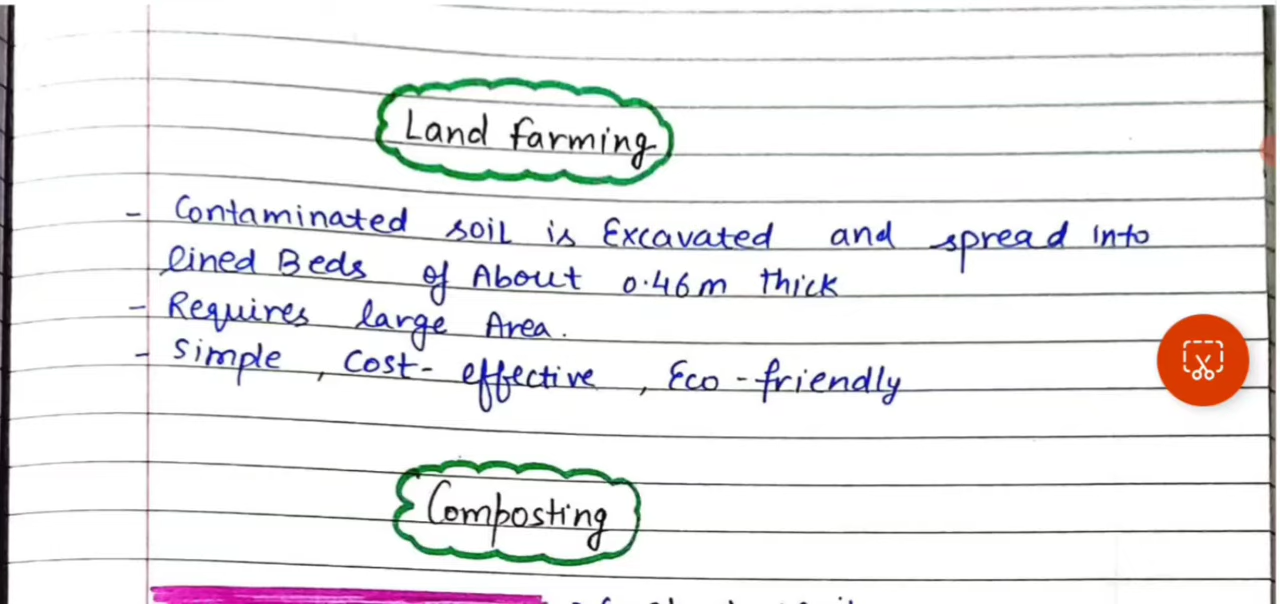 Land farming
- Contaminated soil is Excavated and spread into
lined Beds of About 0.46m thick
- Requires large Area.
- Simple, Cost-effective, Eco-friendly
Composting